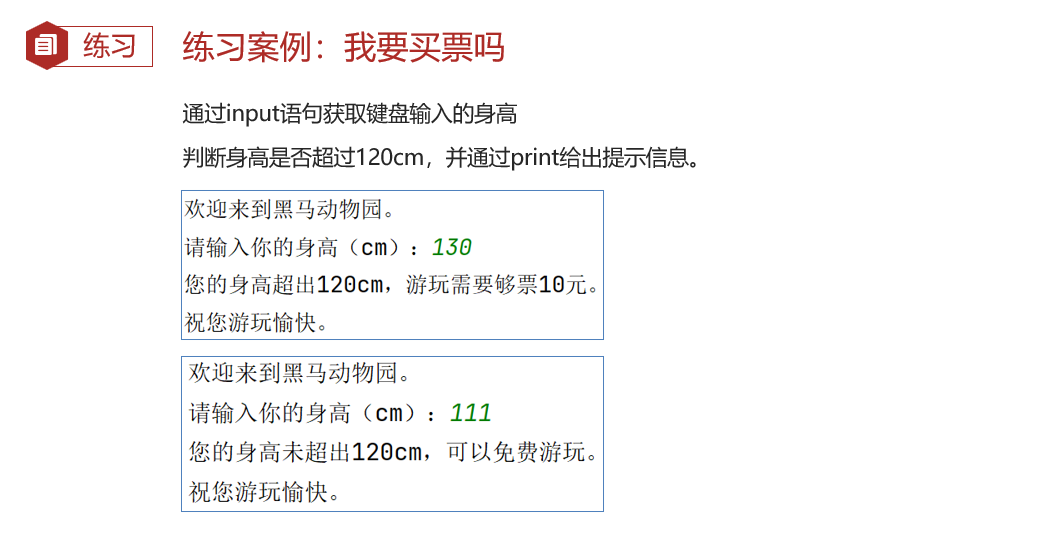 练习
练习案例：我要买票吗
通过input语句获取键盘输入的身高
判断身高是否超过120cm，并通过print给出提示信息。
欢迎来到黑马动物园。
请输入你的身高（cm）：130
您的身高超出120cm，游玩需要够票10元。
祝您游玩愉快。
欢迎来到黑马动物园。
请输入你的身高（cm）：111
您的身高未超出120cm，可以免费游玩。
祝您游玩愉快。